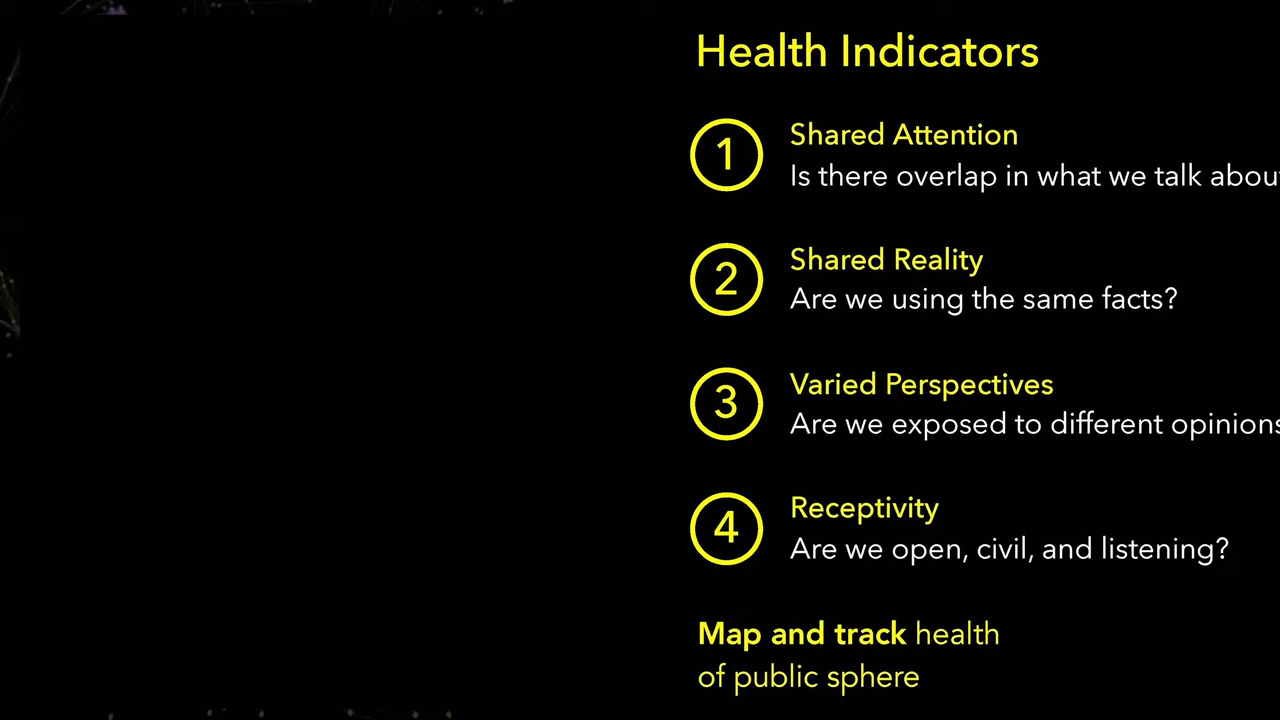 Health Indicators
1
Shared Attention
Is there overlap in what we talk abou
2
Shared Reality
Are we using the same facts?
3
Varied Perspectives
Are we exposed to different opinions
4
Receptivity
Are we open, civil, and listening?
Map and track health
of public sphere